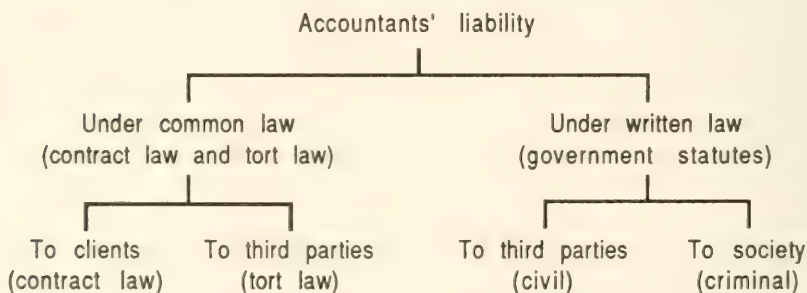 Accountants' liability
Under common law
(contract law and tort law)
Under written law
(government statutes)
To clients
(contract law)
To third parties
(tort law)
To third parties
(civil)
To society
(criminal)